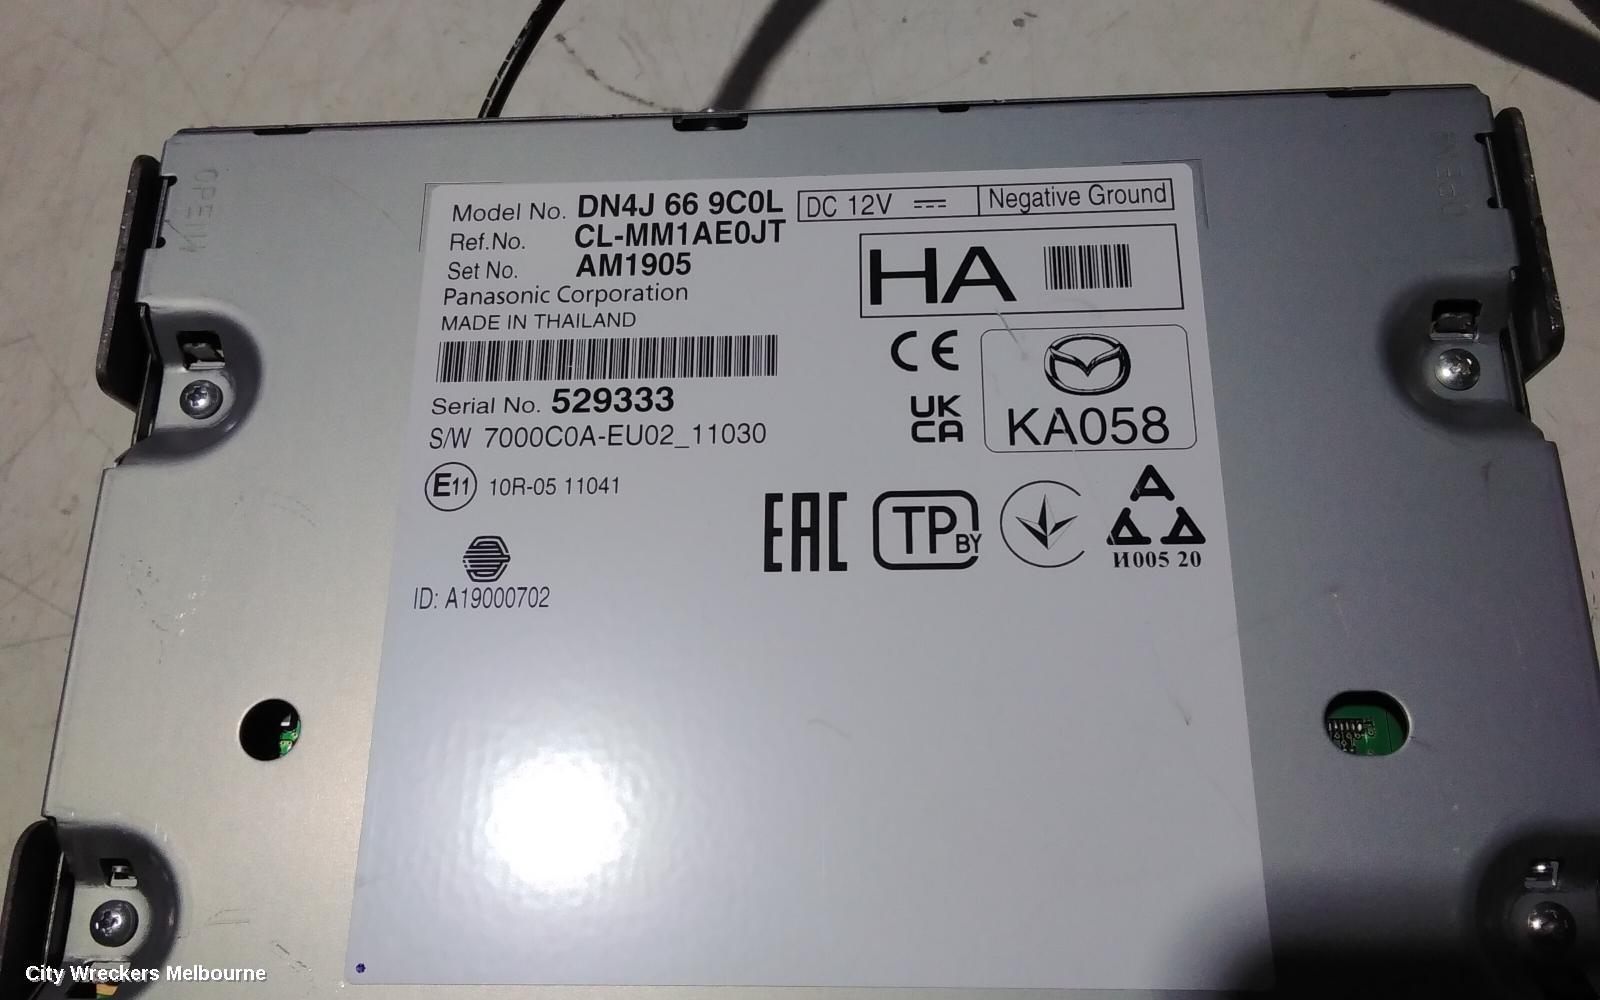 Model No. DN4J 66 9C0L
DC 12V
Negative Ground
Ref.No. CL-MM1AE0JT
Set No. AM1905
HA
Panasonic Corporation
MADE IN THAILAND
CE
Serial No. 529333
UK
CA
KA058
S/W 7000C0A-EU02_11030
E11 10R-05 11041
EAC
TP BY
И005 20
ID: A19000702
City Wreckers Melbourne